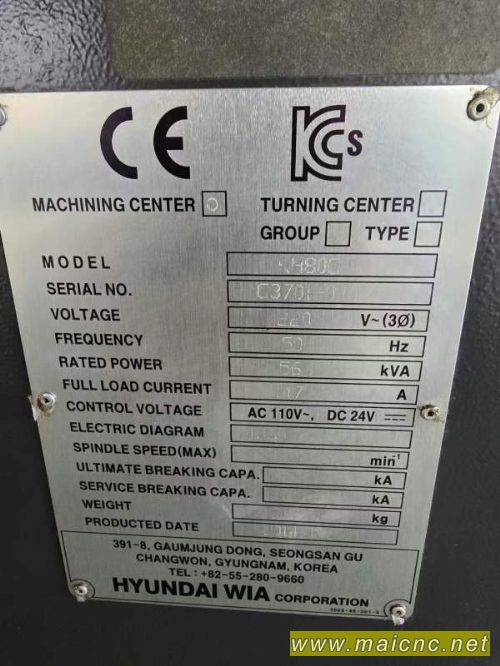 CE KCs
MACHINING CENTER TURNING CENTER
GROUP TYPE
MODEL
SERIAL NO.
VOLTAGE 220 V~(3Ø)
FREQUENCY Hz
RATED POWER 56 kVA
FULL LOAD CURRENT A
CONTROL VOLTAGE AC 110V~, DC 24V
ELECTRIC DIAGRAM
SPINDLE SPEED(MAX) min⁻¹
ULTIMATE BREAKING CAPA. kA
SERVICE BREAKING CAPA. kA
WEIGHT kg
PRODUCTED DATE
391-8, GAUMJUNG DONG, SEONGSAN GU
CHANGWON, GYUNGNAM, KOREA
TEL : +82-55-280-9660
HYUNDAI WIA CORPORATION
www.maicnc.net